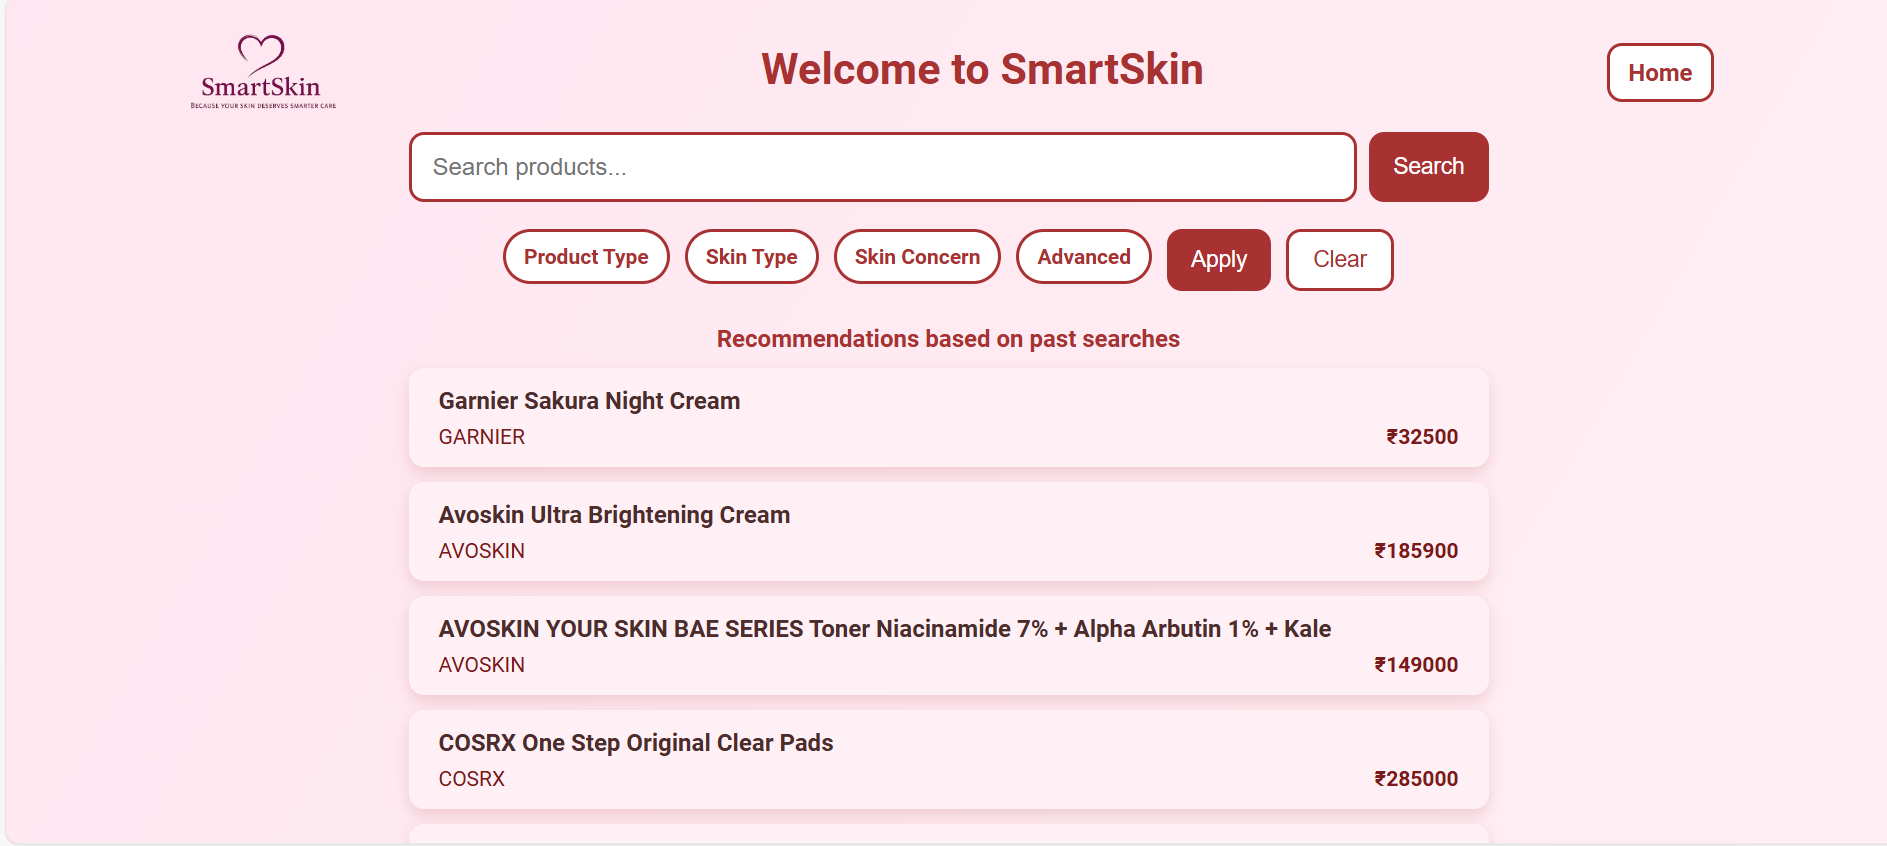 SmartSkin
BECAUSE YOUR SKIN DESERVES SMARTER CARE
Welcome to SmartSkin
Home
Search products...
Search
Product Type
Skin Type
Skin Concern
Advanced
Apply
Clear
Recommendations based on past searches
Garnier Sakura Night Cream
GARNIER
₹32500
Avoskin Ultra Brightening Cream
AVOSKIN
₹185900
AVOSKIN YOUR SKIN BAE SERIES Toner Niacinamide 7% + Alpha Arbutin 1% + Kale
AVOSKIN
₹149000
COSRX One Step Original Clear Pads
COSRX
₹285000